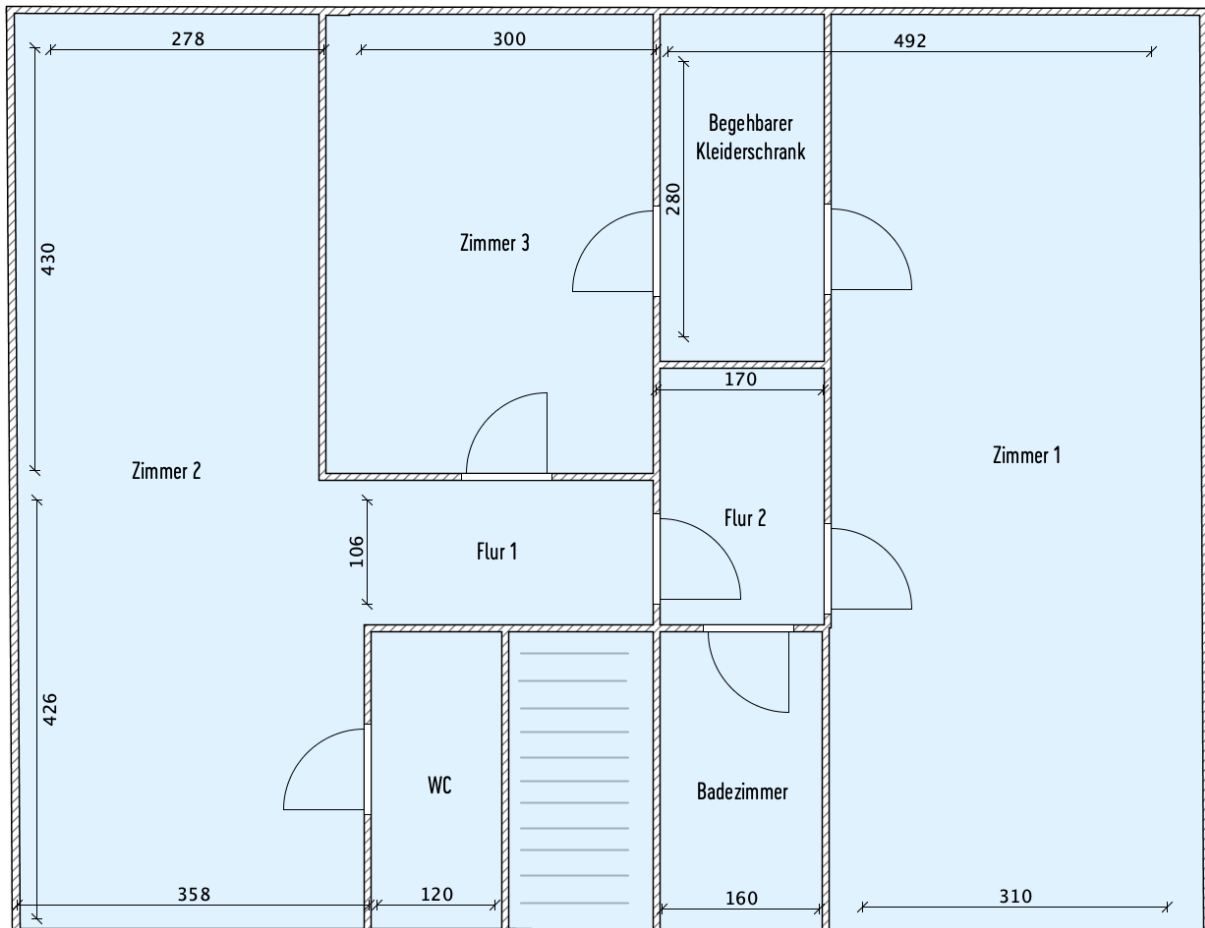 278
300
492
Begehbarer
Kleiderschrank
280
430
Zimmer 3
170
Zimmer 2
Zimmer 1
Flur 2
106
Flur 1
426
WC
Badezimmer
358
120
160
310